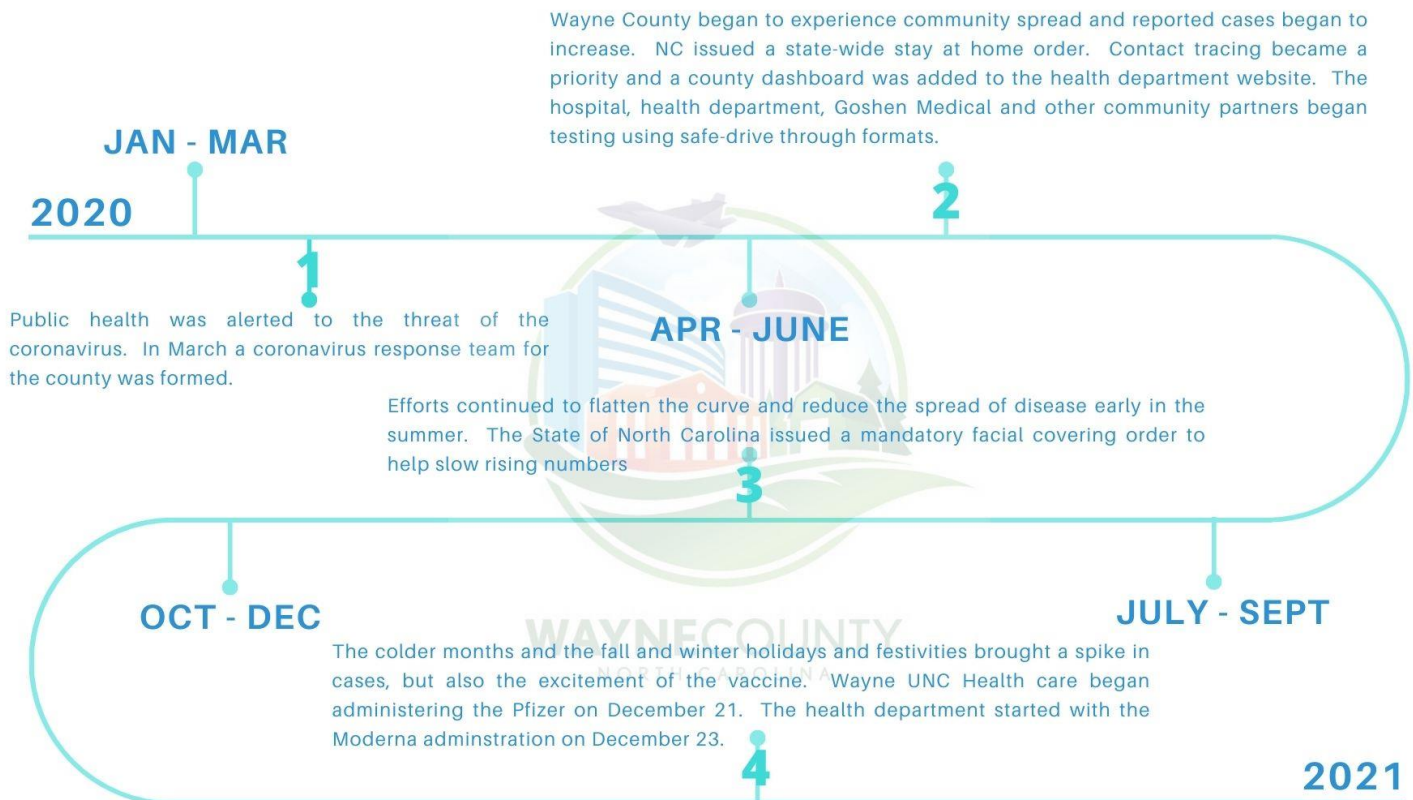 Wayne County began to experience community spread and reported cases began to
increase. NC issued a state-wide stay at home order. Contact tracing became a
priority and a county dashboard was added to the health department website. The
hospital, health department, Goshen Medical and other community partners began
testing using safe-drive through formats.
JAN - MAR
2020
2
1
Public health was alerted to the threat of the
coronavirus. In March a coronavirus response team for
the county was formed.
APR - JUNE
Efforts continued to flatten the curve and reduce the spread of disease early in the
summer. The State of North Carolina issued a mandatory facial covering order to
help slow rising numbers
3
OCT - DEC
JULY - SEPT
WAYNECOUNTY
NORTH CAROLINA
The colder months and the fall and winter holidays and festivities brought a spike in
cases, but also the excitement of the vaccine. Wayne UNC Health care began
administering the Pfizer on December 21. The health department started with the
Moderna adminstration on December 23.
4
2021